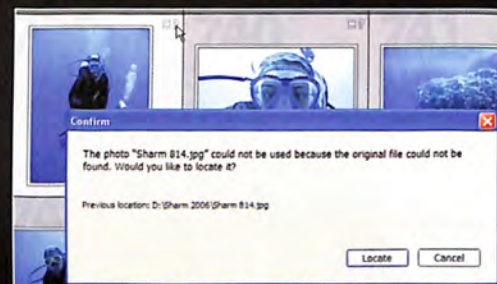 Confirm
The photo "Sharm 814.jpg" could not be used because the original file could not be
found. Would you like to locate it?
Previous location: D:\Sharm 2006\Sharm 814.jpg
Locate
Cancel